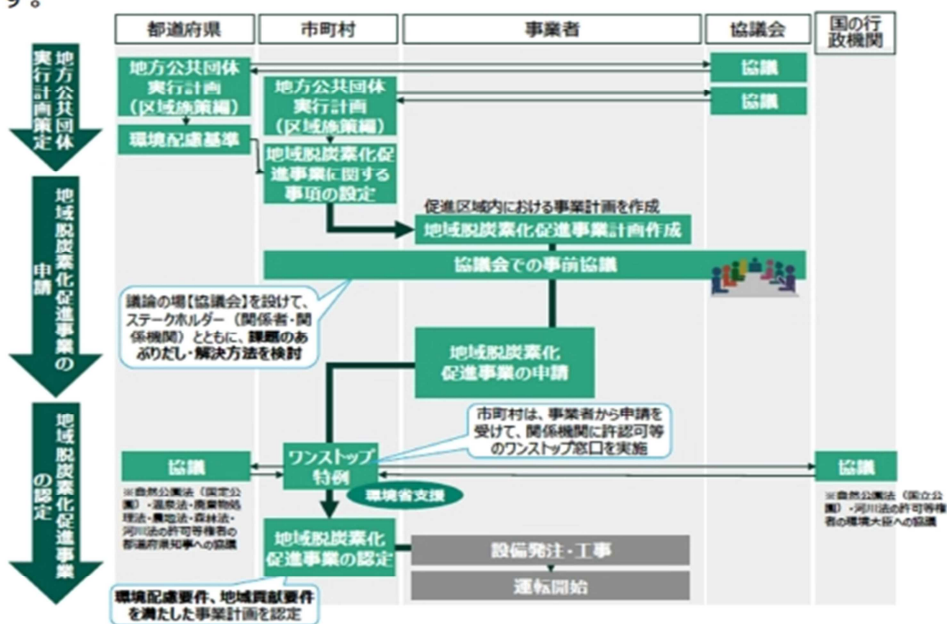 す。
都道府県
市町村
事業者
協議会
国の行
政機関
地方公共団体
実行計画策定
地方公共団体
実行計画
（区域施策編）
環境配慮基準
地方公共団体
実行計画
（区域施策編）
地域脱炭素化促
進事業に関する
事項の設定
協議
協議
地域脱炭素化促進事業の
申請
促進区域内における事業計画を作成
地域脱炭素化促進事業計画作成
協議会での事前協議
議論の場【協議会】を設けて、
ステークホルダー（関係者・関
係機関）とともに、課題のあ
ぶりだし・解決方法を検討
地域脱炭素化
促進事業の申請
市町村は、事業者から申請を
受けて、関係機関に許認可等
のワンストップ窓口を実施
地域脱炭素化促進事業
の認定
協議
※自然公園法（国定公
園）・温泉法・廃棄物処
理法・農地法・森林法・
河川法の許可等権者の
都道府県知事への協議
ワンストップ
特例
環境省支援
協議
※自然公園法（国立公
園）・河川法の許可等権
者の環境大臣への協議
地域脱炭素化
促進事業の認定
設備発注・工事
運転開始
環境配慮要件、地域貢献要件
を満たした事業計画を認定